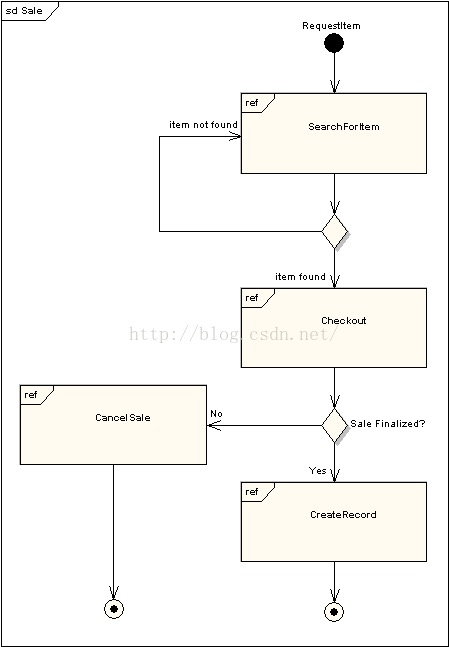 sd Sale
RequestItem
ref
SearchForItem
item not found
item found
ref
Checkout
http://blog.csdn.net/
ref
CancelSale
No
Sale Finalized?
Yes
ref
CreateRecord